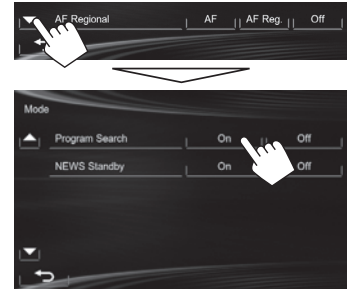 AF Regional AF AF Reg. Off
Mode
Program Search On Off
NEWS Standby On Off